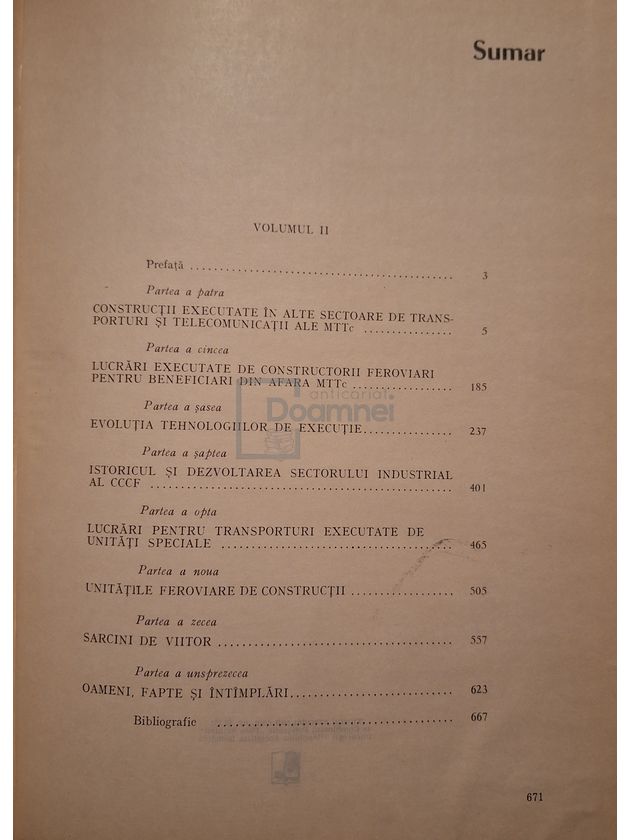 Sumar
VOLUMUL II
Prefață ................................................ 3
Partea a patra
CONSTRUCȚII EXECUTATE ÎN ALTE SECTOARE DE TRANS-
PORTURI ȘI TELECOMUNICAȚII ALE MTTc ............... 5
Partea a cincea
LUCRĂRI EXECUTATE DE CONSTRUCTORII FEROVIARI
PENTRU BENEFICIARI DIN AFARA MTTc ................. 185
anticariat
Doamnei
Partea a șasea
EVOLUȚIA TEHNOLOGIILOR DE EXECUȚIE............... 237
Partea a șaptea
ISTORICUL ȘI DEZVOLTAREA SECTORULUI INDUSTRIAL
AL CCCF ................................................ 401
Partea a opta
LUCRĂRI PENTRU TRANSPORTURI EXECUTATE DE
UNITĂȚI SPECIALE ....................................... 465
Partea a noua
UNITĂȚILE FEROVIARE DE CONSTRUCȚII ................. 505
Partea a zecea
SARCINI DE VIITOR ....................................... 557
Partea a unsprezecea
OAMENI, FAPTE ȘI ÎNTÎMPLĂRI........................... 623
Bibliografie ....................................... 667
671